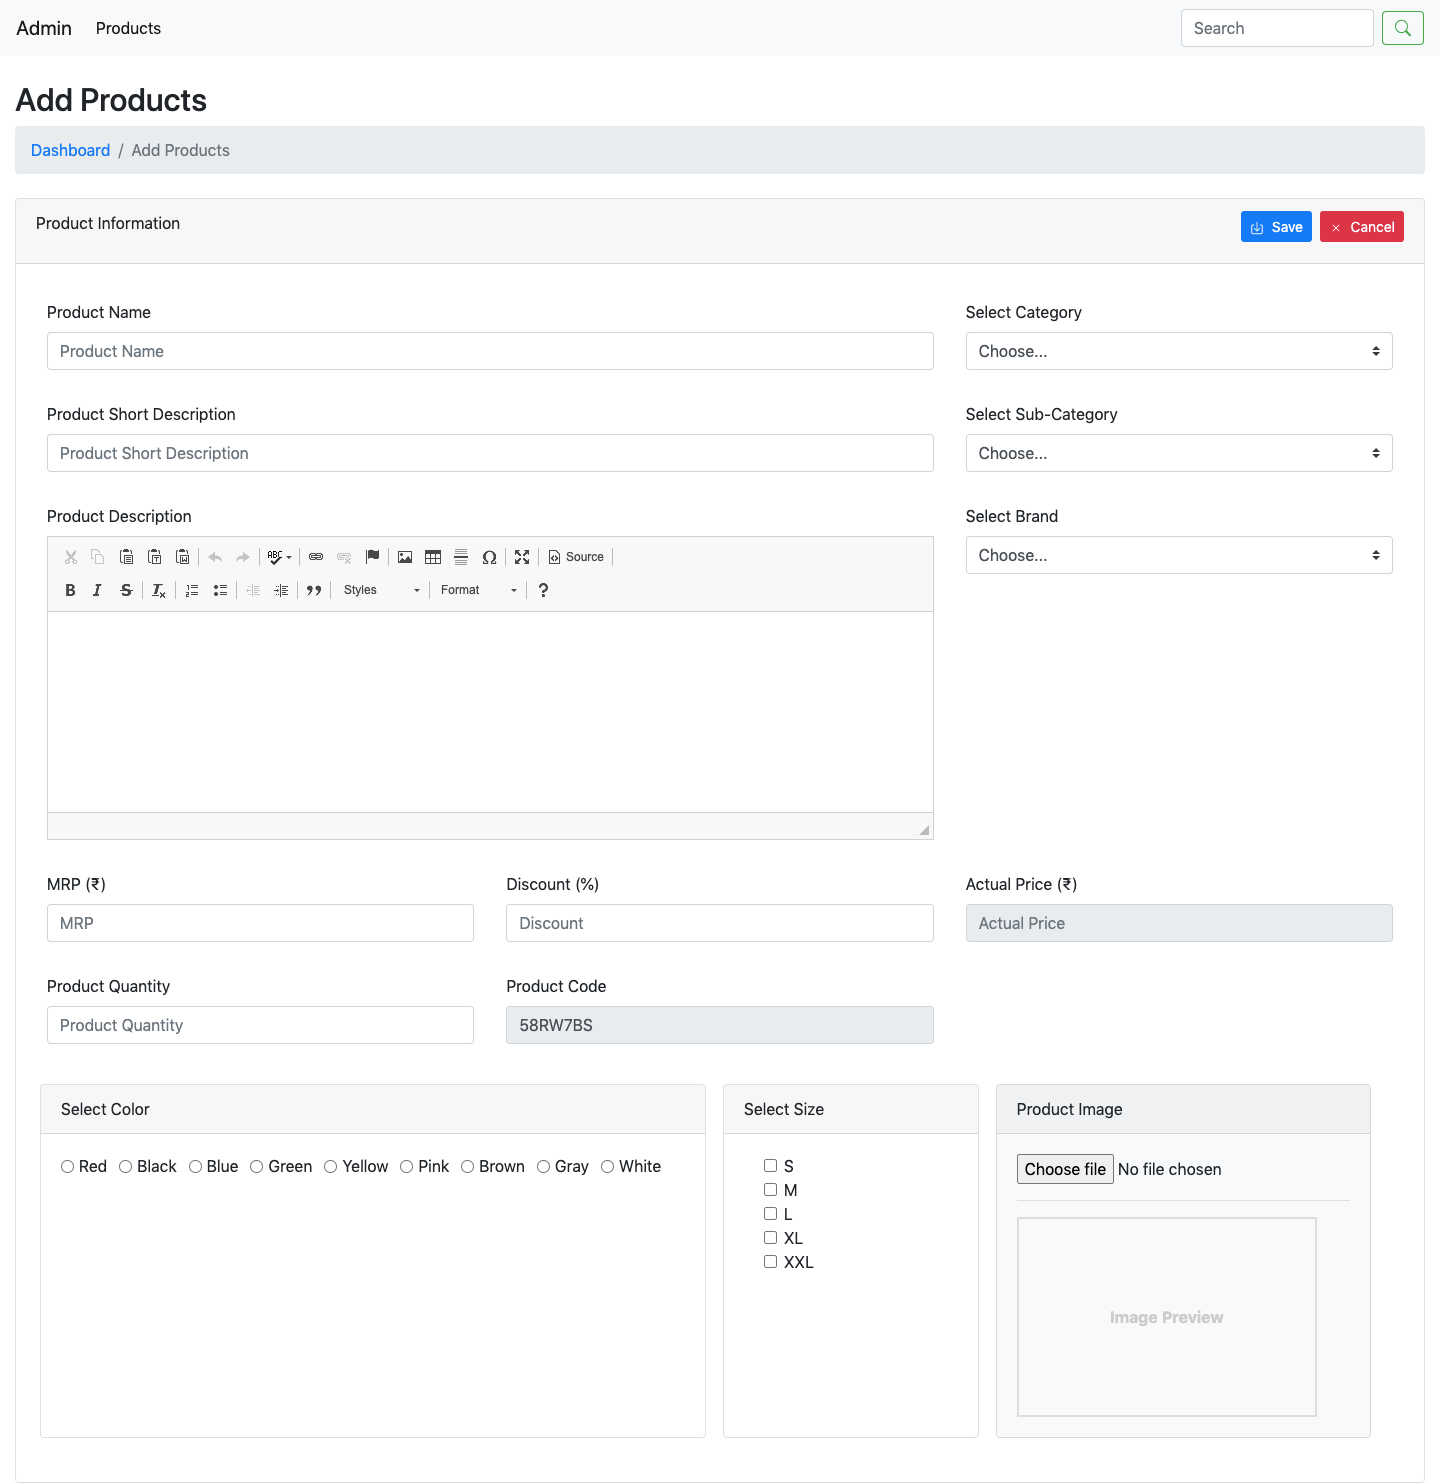 Admin Products Search
Add Products
Dashboard / Add Products
Product Information Save Cancel
Product Name Select Category
Product Name Choose...
Product Short Description Select Sub-Category
Product Short Description Choose...
Product Description Select Brand
Choose...
ABC Source
B I S Tx Styles Format ?
MRP (₹) Discount (%) Actual Price (₹)
MRP Discount Actual Price
Product Quantity Product Code
Product Quantity 58RW7BS
Select Color Select Size Product Image
Red Black Blue Green Yellow Pink Brown Gray White
S
M
L
XL
XXL
Choose file No file chosen
Image Preview